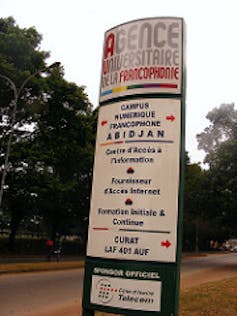 AGENCE
UNIVERSITAIRE
DE LA FRANCOPHONIE
CAMPUS
NUMERIQUE
FRANCOPHONE
ABIDJAN
Centre d'Accès à
l'Information
Fournisseur
d'Accès Internet
Formation Initiale &
Continue
CURAT
LAF 401 AUF
SPONSOR OFFICIEL
Côte d'Ivoire
Telecom